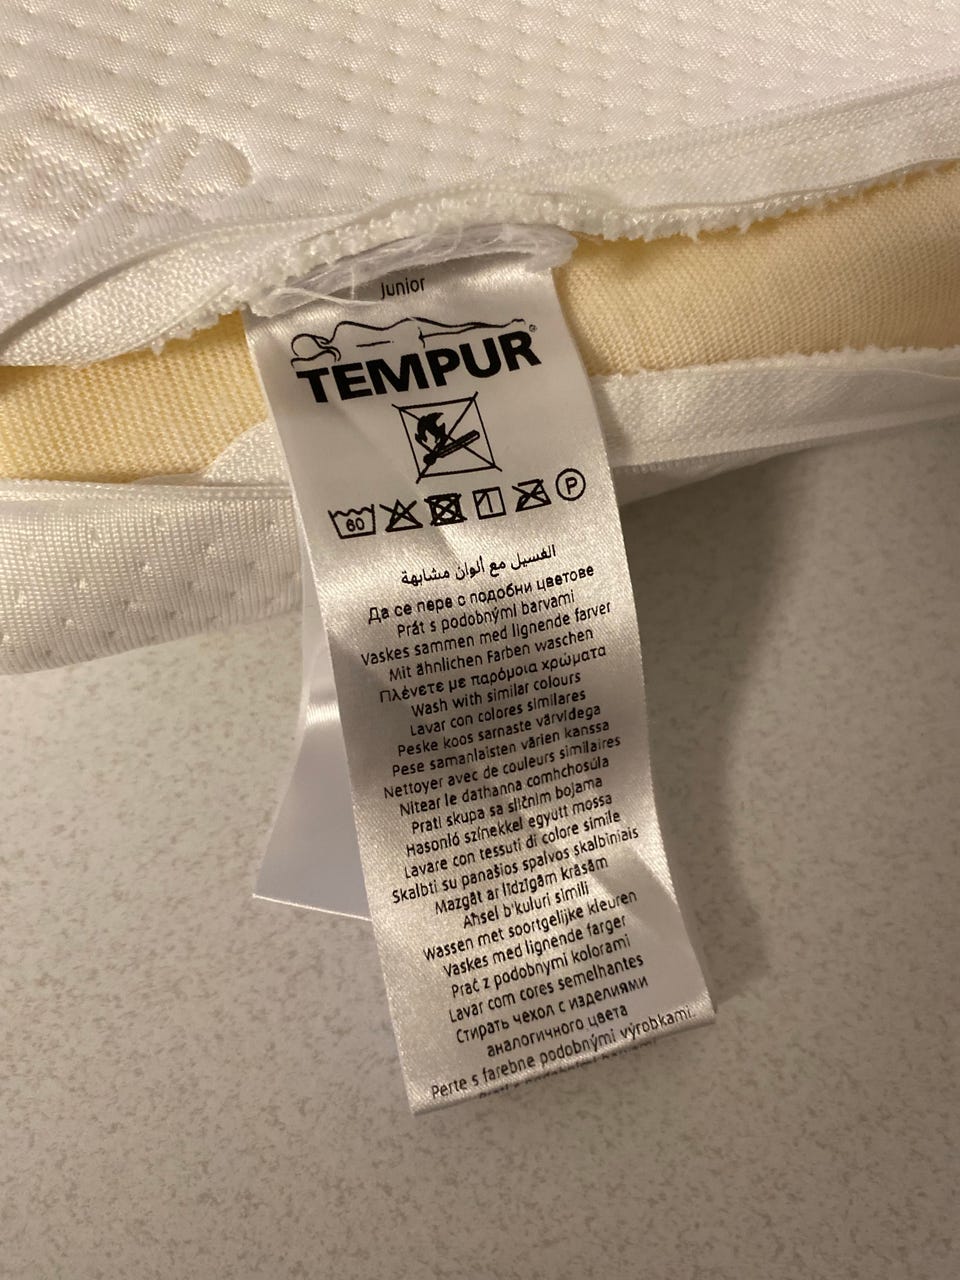 Junior
TEMPUR®
60
P
الغسيل مع ألوان مشابهة
Да се пере с подобни цветове
Prát s podobnými barvami
Vaskes sammen med lignende farver
Mit ähnlichen Farben waschen
Πλένετε με παρόμοια χρώματα
Wash with similar colours
Lavar con colores similares
Peske koos sarnaste värvidega
Pese samanlaisten värien kanssa
Nettoyer avec de couleurs similaires
Nitear le dathanna comhchosúla
Prati skupa sa sličnim bojama
Hasonló színekkel együtt mossa
Lavare con tessuti di colore simile
Skalbti su panašios spalvos skalbiniais
Mazgāt ar līdzīgām krāsām
Aħsel b'kuluri simili
Wassen met soortgelijke kleuren
Vaskes med lignende farger
Prać z podobnymi kolorami
Lavar com cores semelhantes
Стирать чехол с изделиями
аналогичного цвета
Perte s farebne podobnými výrobkami.